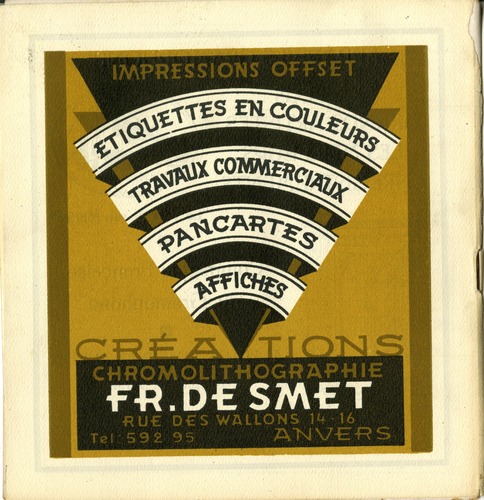 IMPRESSIONS OFFSET
ETIQUETTES EN COULEURS
TRAVAUX COMMERCIAUX
PANCARTES
AFFICHES
CRÉATIONS
CHROMOLITHOGRAPHIE
FR. DE SMET
RUE DES WALLONS 14-16
Tel: 592 95 ANVERS